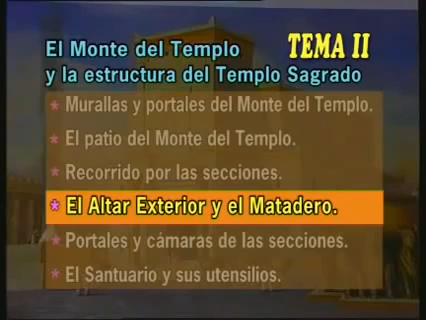 El Monte del Templo TEMA II
y la estructura del Templo Sagrado
* Murallas y portales del Monte del Templo.
* El patio del Monte del Templo.
* Recorrido por las secciones.
* El Altar Exterior y el Matadero.
* Portales y cámaras de las secciones.
* El Santuario y sus utensilios.